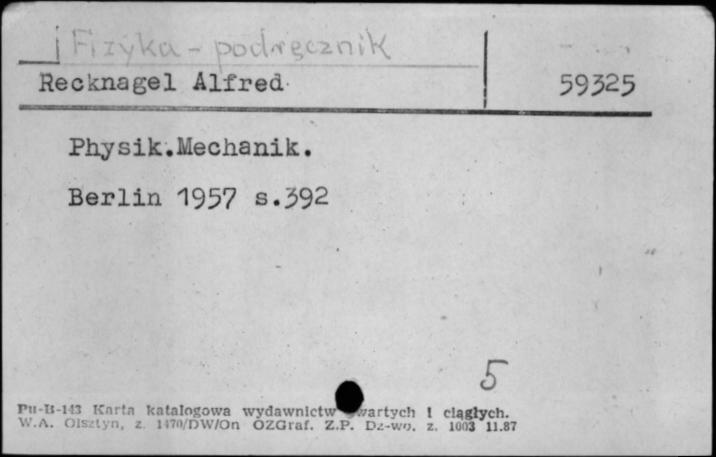 Fizyka - podręcznik
Recknagel Alfred 59325
Physik.Mechanik.
Berlin 1957 s.392
5
Pu-B-143 Karta katalogowa wydawnictw zwartych i ciągłych.
W.A. Olsztyn, z. 1470/DW/On OZGraf. Z.P. Dz-wo. z. 1003 11.87